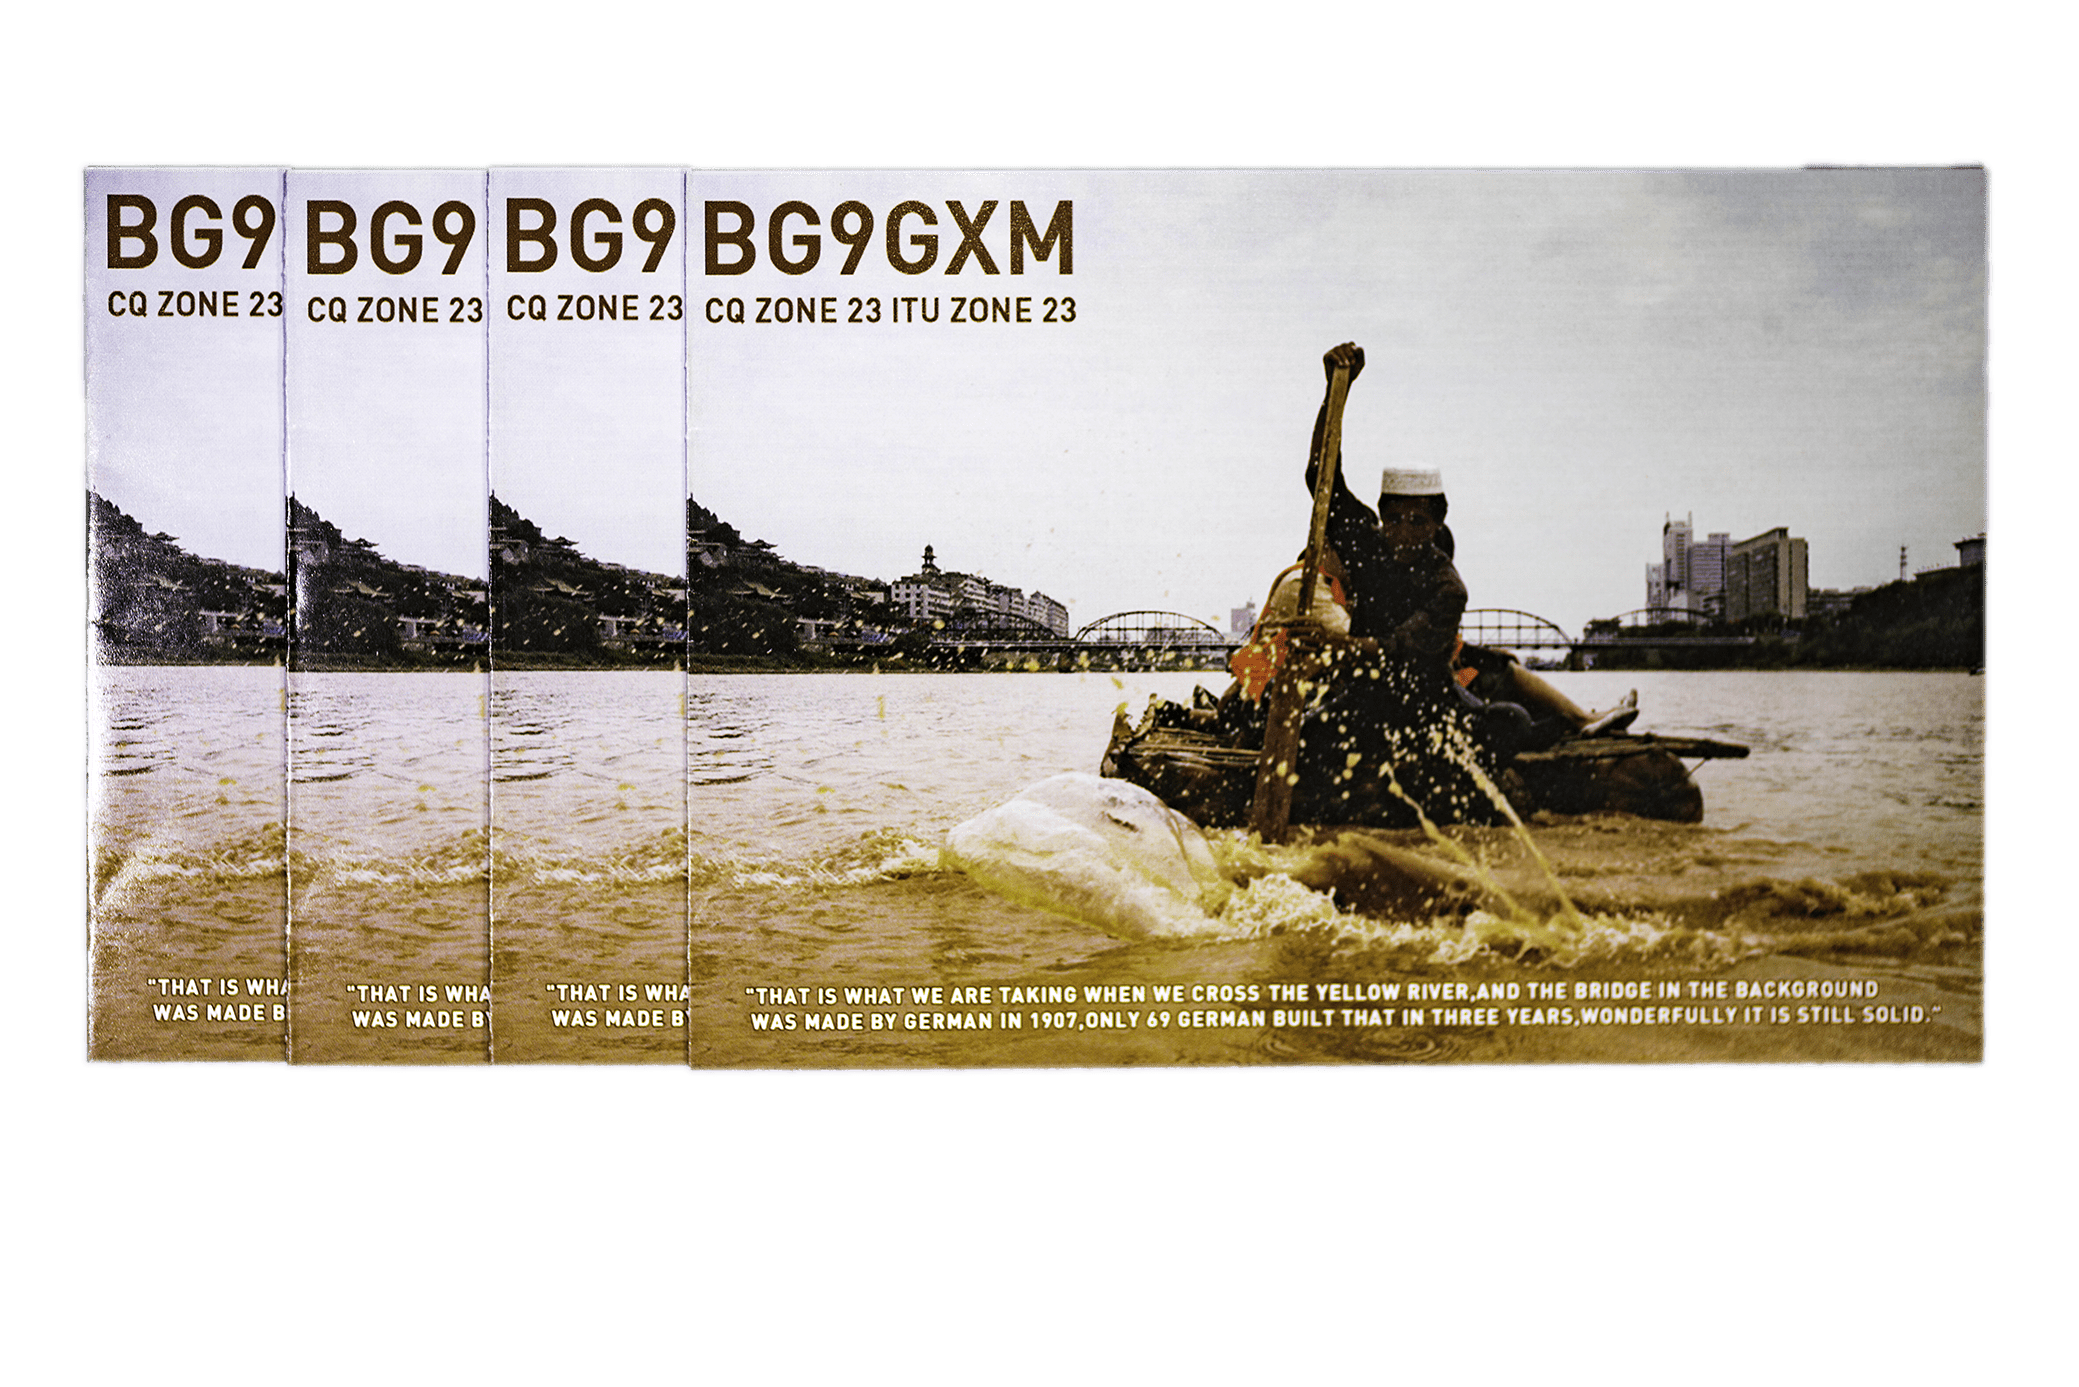 BG9
CQ ZONE 23
"THAT IS WHA
WAS MADE B
BG9
CQ ZONE 23
"THAT IS WHA
WAS MADE BY
BG9
CQ ZONE 23
"THAT IS WHA
WAS MADE BY
BG9GXM
CQ ZONE 23 ITU ZONE 23
"THAT IS WHAT WE ARE TAKING WHEN WE CROSS THE YELLOW RIVER,AND THE BRIDGE IN THE BACKGROUND
WAS MADE BY GERMAN IN 1907,ONLY 69 GERMAN BUILT THAT IN THREE YEARS,WONDERFULLY IT IS STILL SOLID."